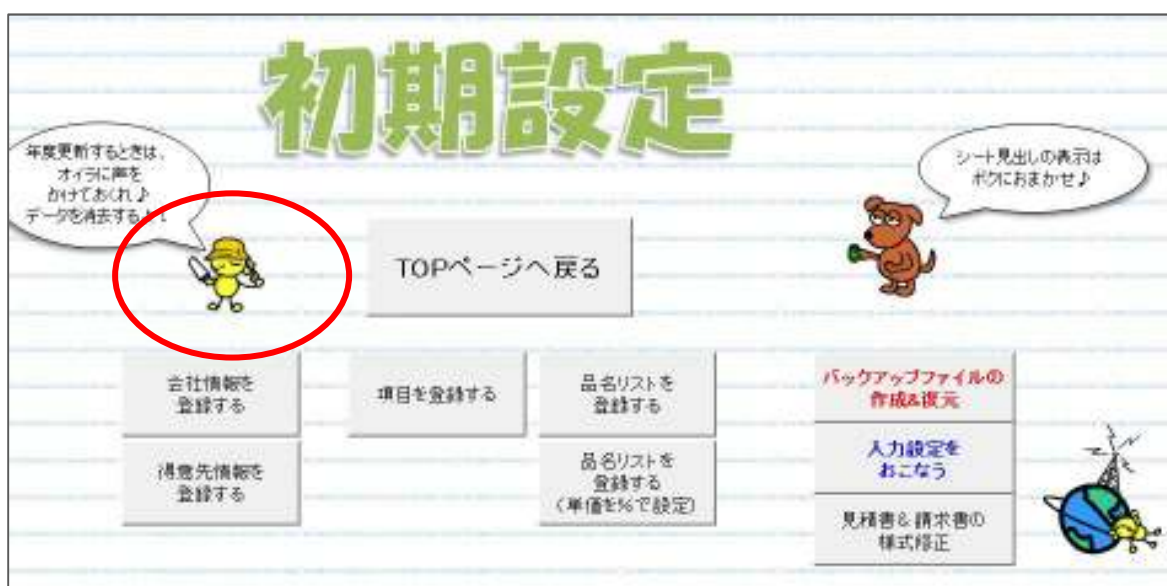 初期設定
年度更新するときは、
オイラに声を
かけておくれ♪
データを消去するよ！
シート見出しの表示は
ボクにおまかせ♪
TOPページへ戻る
会社情報を
登録する
項目を登録する
品名リストを
登録する
バックアップファイルの
作成&復元
得意先情報を
登録する
品名リストを
登録する
(単価を%で設定)
入力設定を
おこなう
見積書&請求書の
様式修正